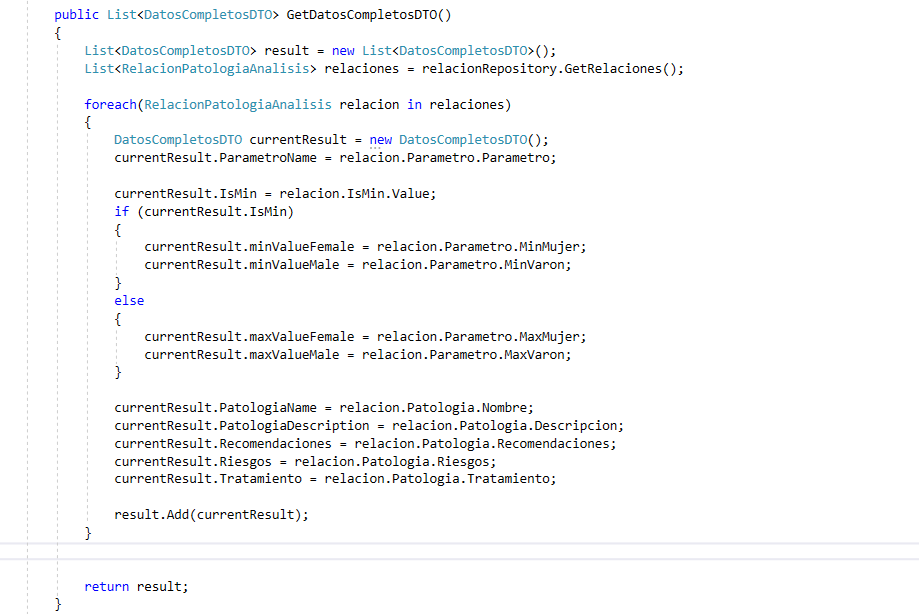 public List<DatosCompletosDTO> GetDatosCompletosDTO()
{
List<DatosCompletosDTO> result = new List<DatosCompletosDTO>();
List<RelacionPatologiaAnalisis> relaciones = relacionRepository.GetRelaciones();
foreach(RelacionPatologiaAnalisis relacion in relaciones)
{
DatosCompletosDTO currentResult = new DatosCompletosDTO();
currentResult.ParametroName = relacion.Parametro.Parametro;
currentResult.IsMin = relacion.IsMin.Value;
if (currentResult.IsMin)
{
currentResult.minValueFemale = relacion.Parametro.MinMujer;
currentResult.minValueMale = relacion.Parametro.MinVaron;
}
else
{
currentResult.maxValueFemale = relacion.Parametro.MaxMujer;
currentResult.maxValueMale = relacion.Parametro.MaxVaron;
}
currentResult.PatologiaName = relacion.Patologia.Nombre;
currentResult.PatologiaDescription = relacion.Patologia.Descripcion;
currentResult.Recomendaciones = relacion.Patologia.Recomendaciones;
currentResult.Riesgos = relacion.Patologia.Riesgos;
currentResult.Tratamiento = relacion.Patologia.Tratamiento;
result.Add(currentResult);
}
return result;
}